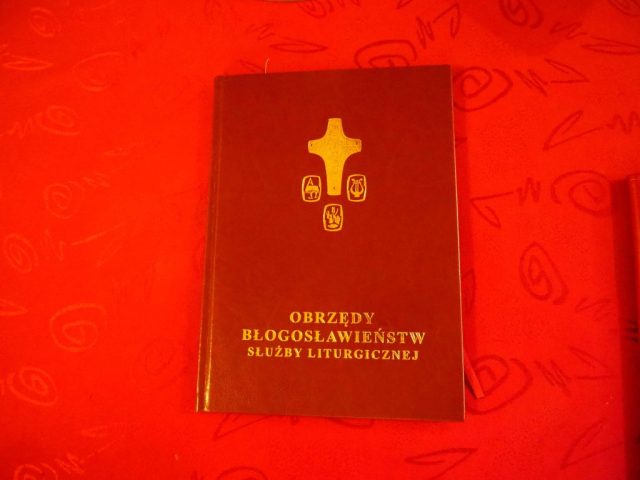 OBRZĘDY
BŁOGOSŁAWIEŃSTW
SŁUŻBY LITURGICZNEJ